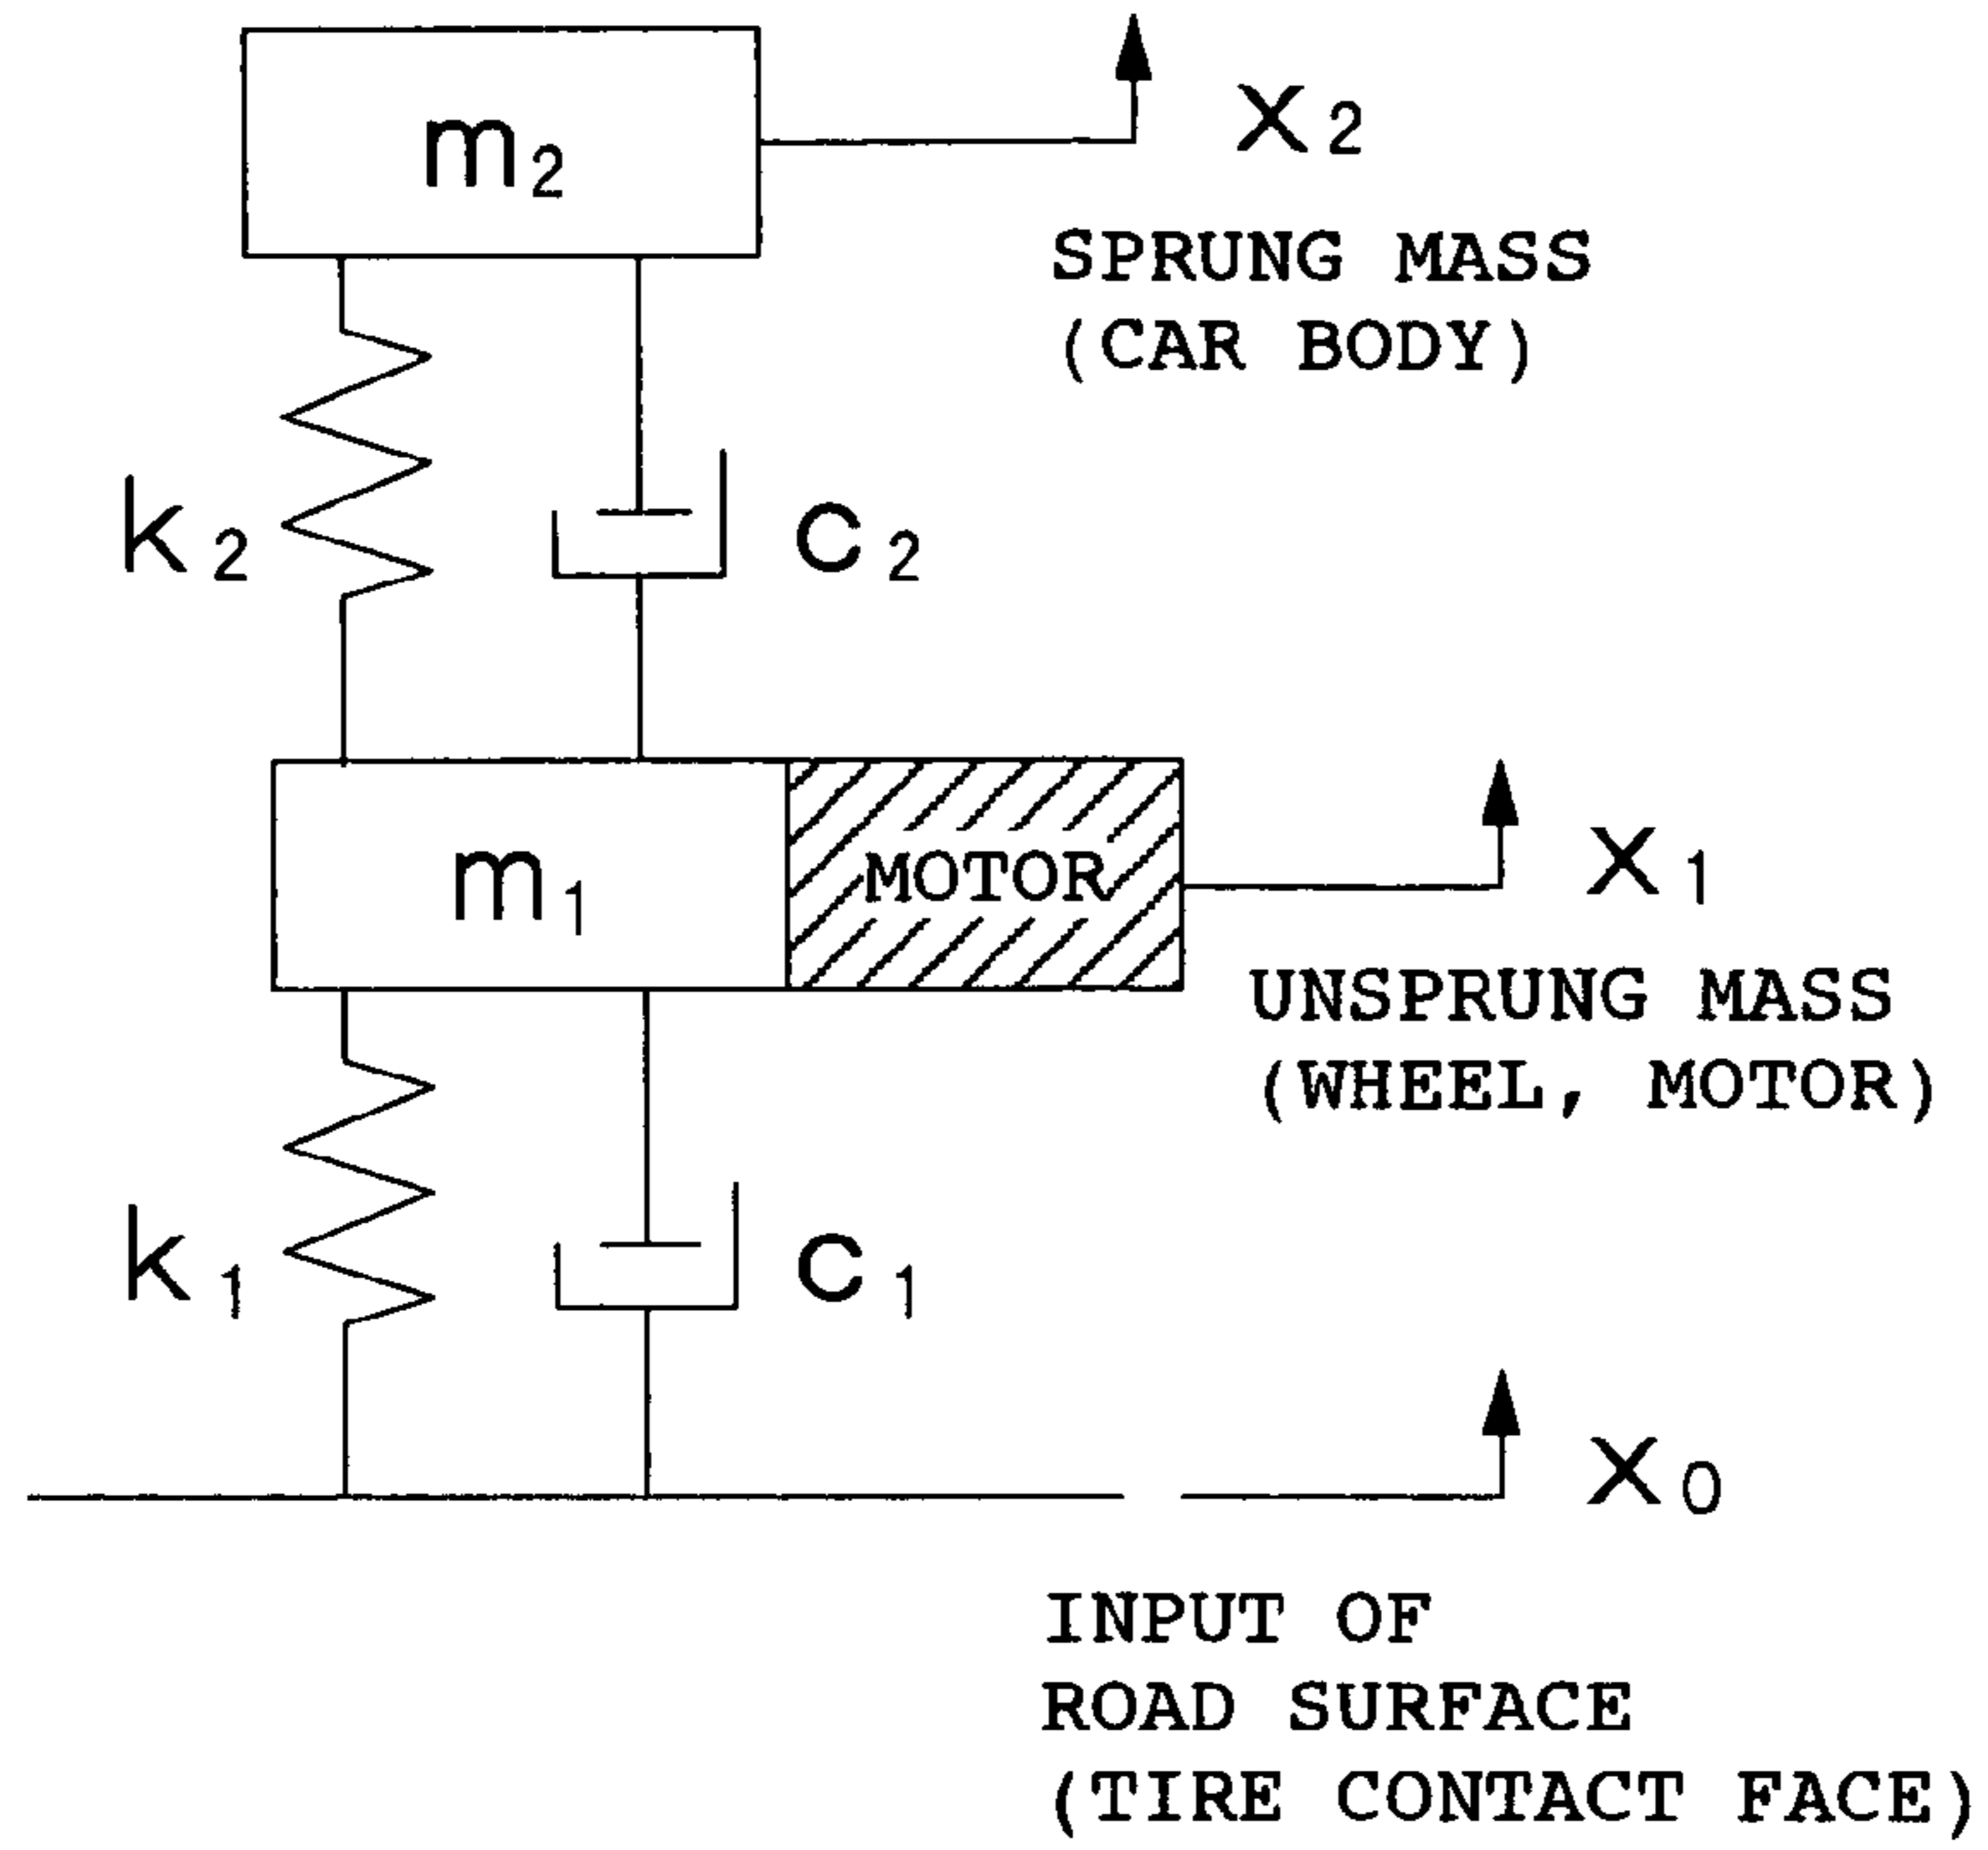 m2
x2
SPRUNG MASS
(CAR BODY)
k2
c2
m1
MOTOR
x1
UNSPRUNG MASS
(WHEEL, MOTOR)
k1
c1
x0
INPUT OF
ROAD SURFACE
(TIRE CONTACT FACE)